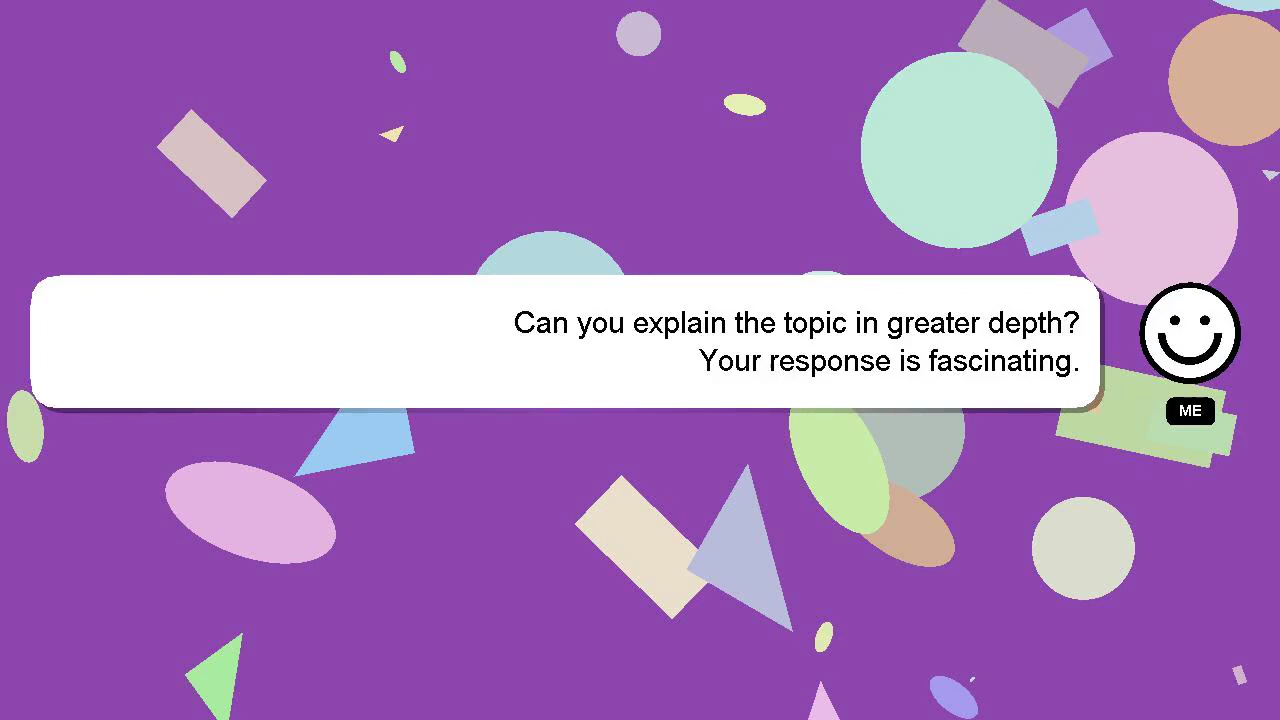 Can you explain the topic in greater depth?
Your response is fascinating.
ME